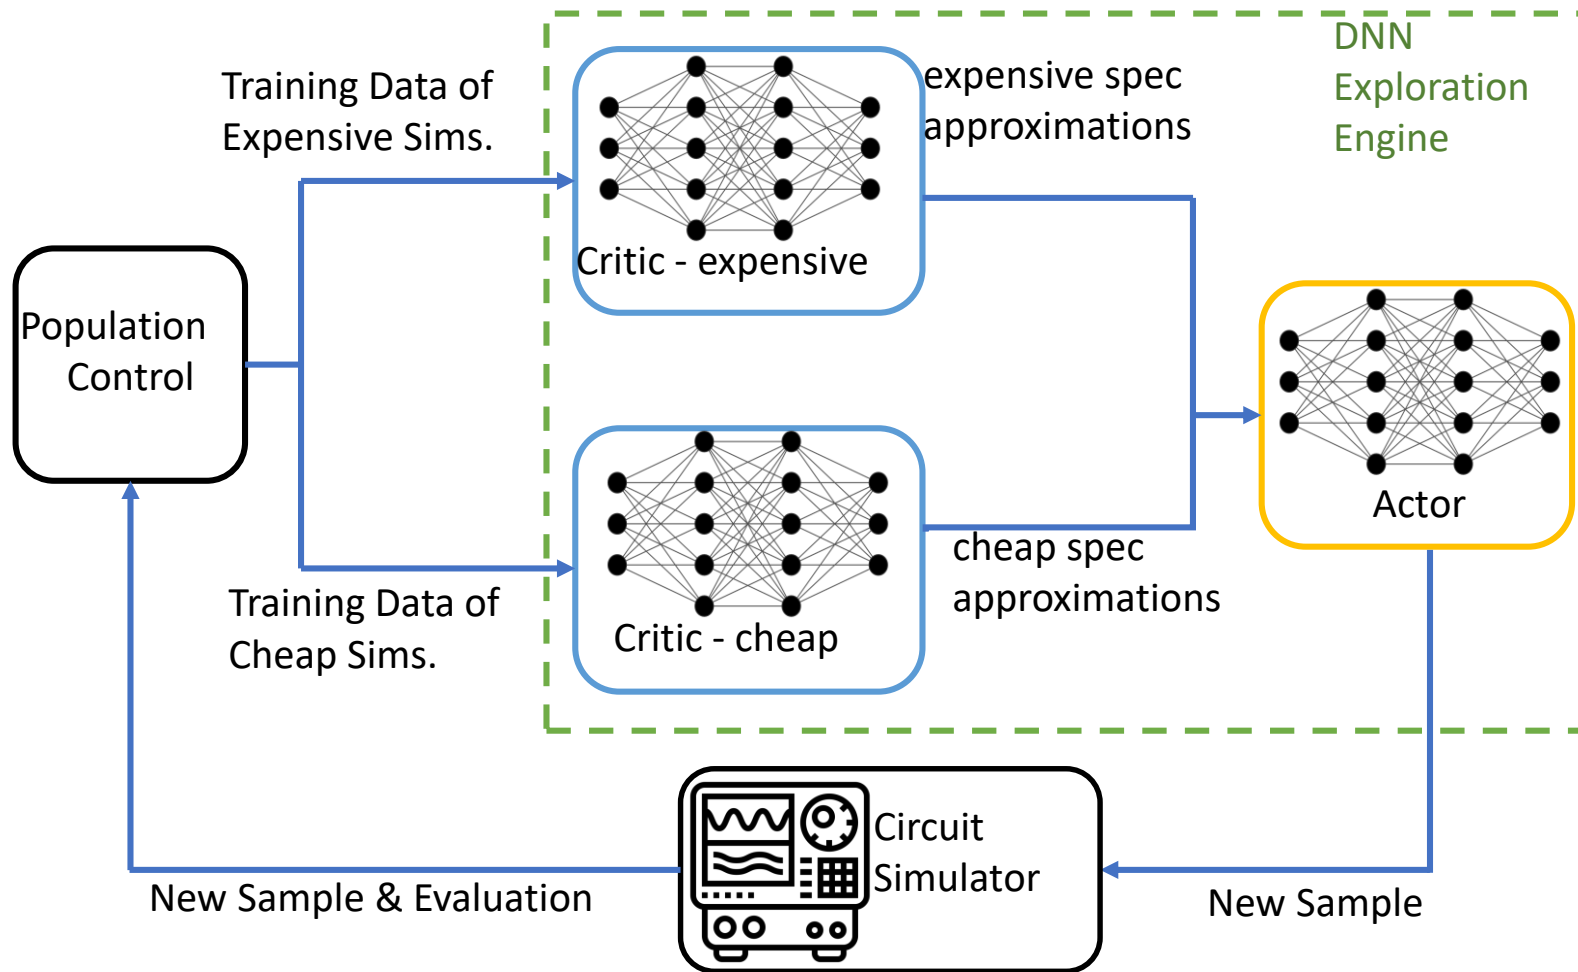 DNN
Exploration
Engine
Training Data of
Expensive Sims.
expensive spec
approximations
Critic - expensive
Population
Control
Actor
cheap spec
approximations
Training Data of
Cheap Sims.
Critic - cheap
Circuit
Simulator
New Sample & Evaluation
New Sample